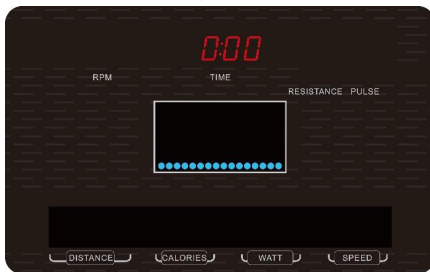 0:00
RPM TIME
RESISTANCE PULSE
DISTANCE CALORIES WATT SPEED